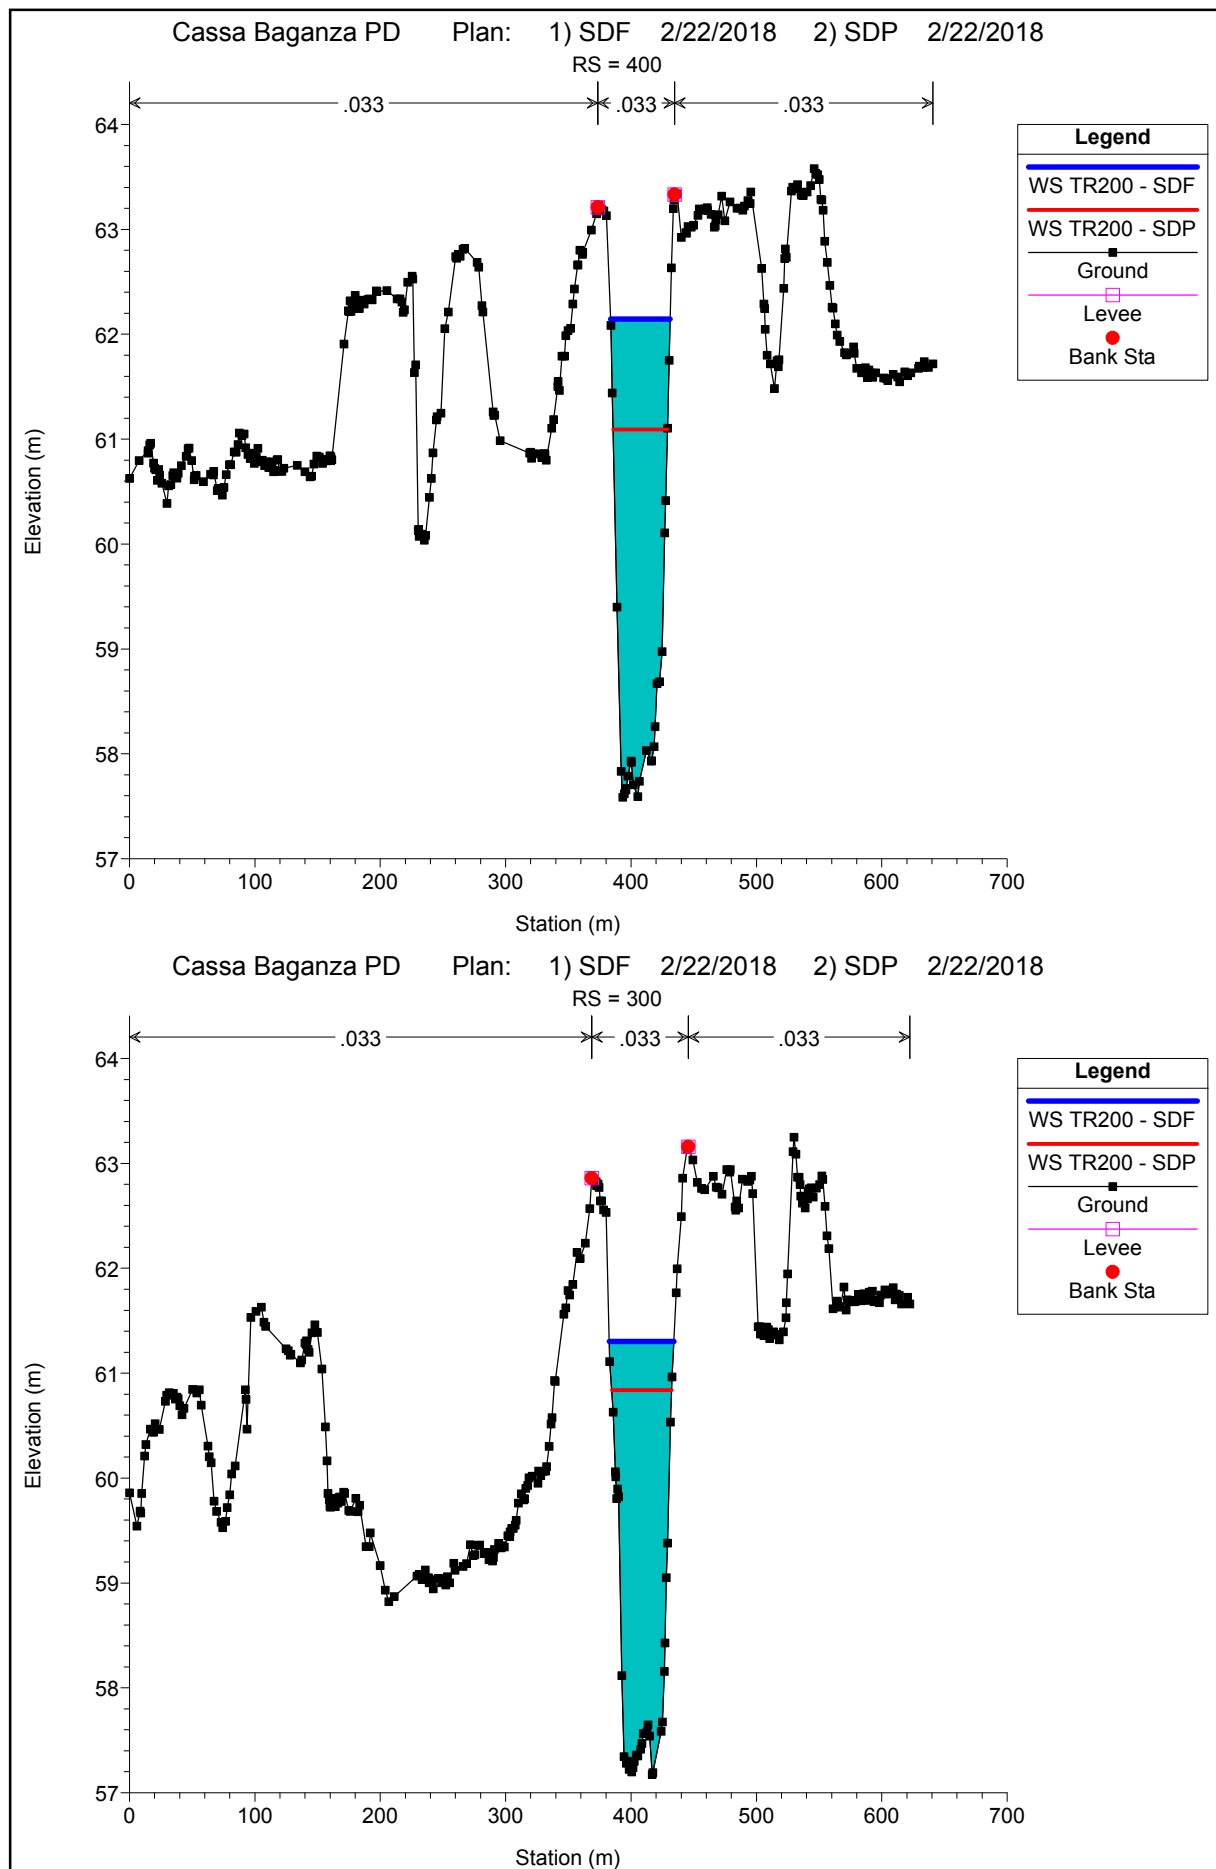 Cassa Baganza PD Plan: 1) SDF 2/22/2018 2) SDP 2/22/2018
RS = 400
.033 .033 .033
64
63
62
61
60
59
58
57
Elevation (m)
0 100 200 300 400 500 600 700
Station (m)
Legend
WS TR200 - SDF
WS TR200 - SDP
Ground
Levee
Bank Sta
Cassa Baganza PD Plan: 1) SDF 2/22/2018 2) SDP 2/22/2018
RS = 300
.033 .033 .033
64
63
62
61
60
59
58
57
Elevation (m)
0 100 200 300 400 500 600 700
Station (m)
Legend
WS TR200 - SDF
WS TR200 - SDP
Ground
Levee
Bank Sta